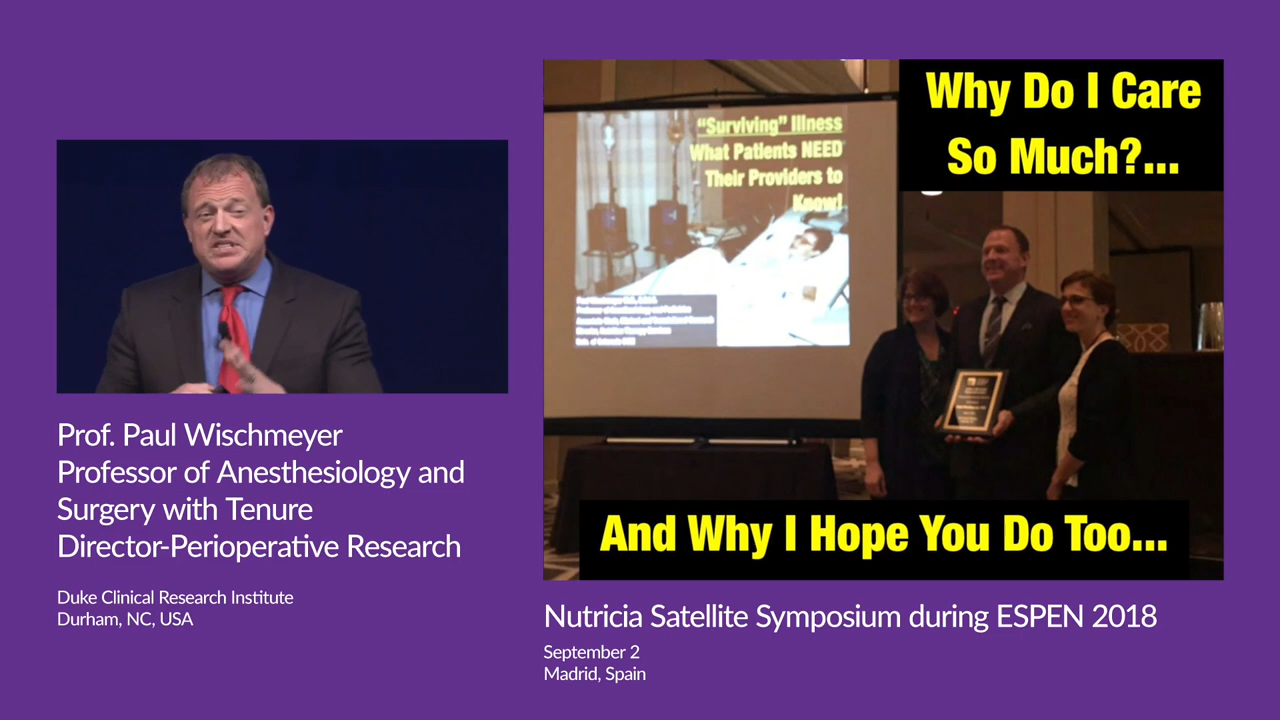 Prof. Paul Wischmeyer
Professor of Anesthesiology and
Surgery with Tenure
Director-Perioperative Research
Duke Clinical Research Institute
Durham, NC, USA
Why Do I Care
So Much?...
"Surviving" Illness
What Patients NEED
Their Providers to
Know!
And Why I Hope You Do Too...
Nutricia Satellite Symposium during ESPEN 2018
September 2
Madrid, Spain